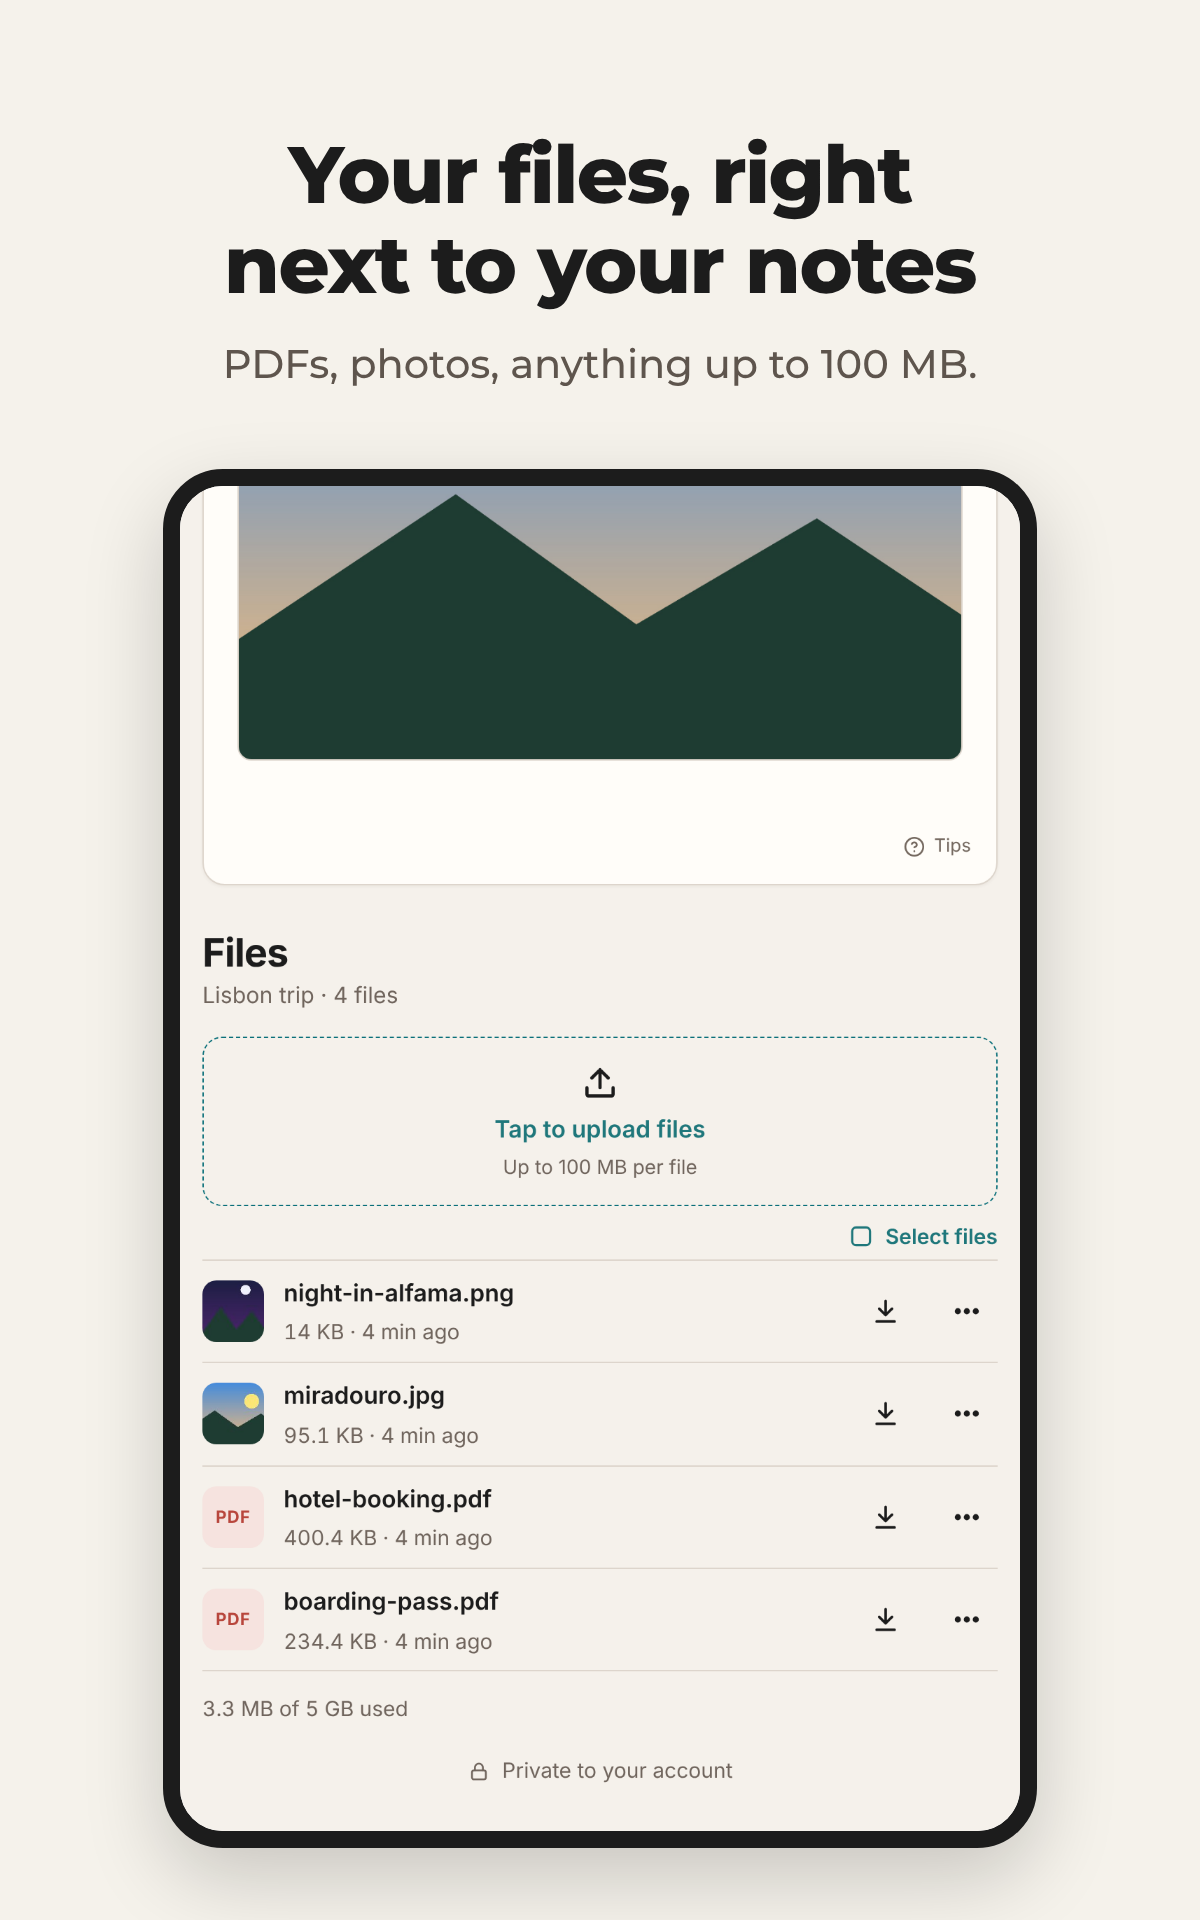 Your files, right
next to your notes
PDFs, photos, anything up to 100 MB.
Tips
Files
Lisbon trip · 4 files
Tap to upload files
Up to 100 MB per file
Select files
night-in-alfama.png
14 KB · 4 min ago
miradouro.jpg
95.1 KB · 4 min ago
PDF
hotel-booking.pdf
400.4 KB · 4 min ago
PDF
boarding-pass.pdf
234.4 KB · 4 min ago
3.3 MB of 5 GB used
Private to your account